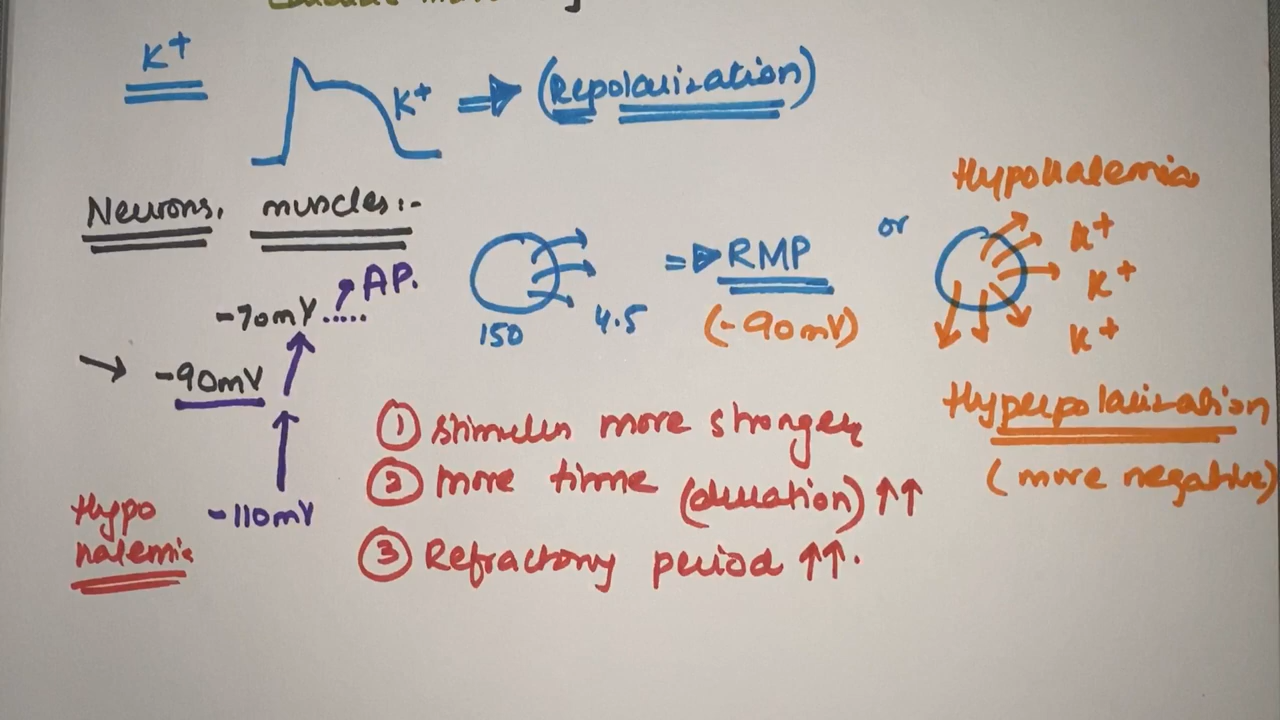 K+
K+ ⇒ (Repolarization)
Neurons, muscles:-
AP.
-70mV.....
→ -90mV
Hypo -110mV
kalemia
150 4.5
⇒ RMP
(-90mV)
or
Hypokalemia
K+
K+
K+
Hyperpolarization
(more negative)
① Stimulus more stronger
② more time (duration) ↑↑
③ Refractory period ↑↑.